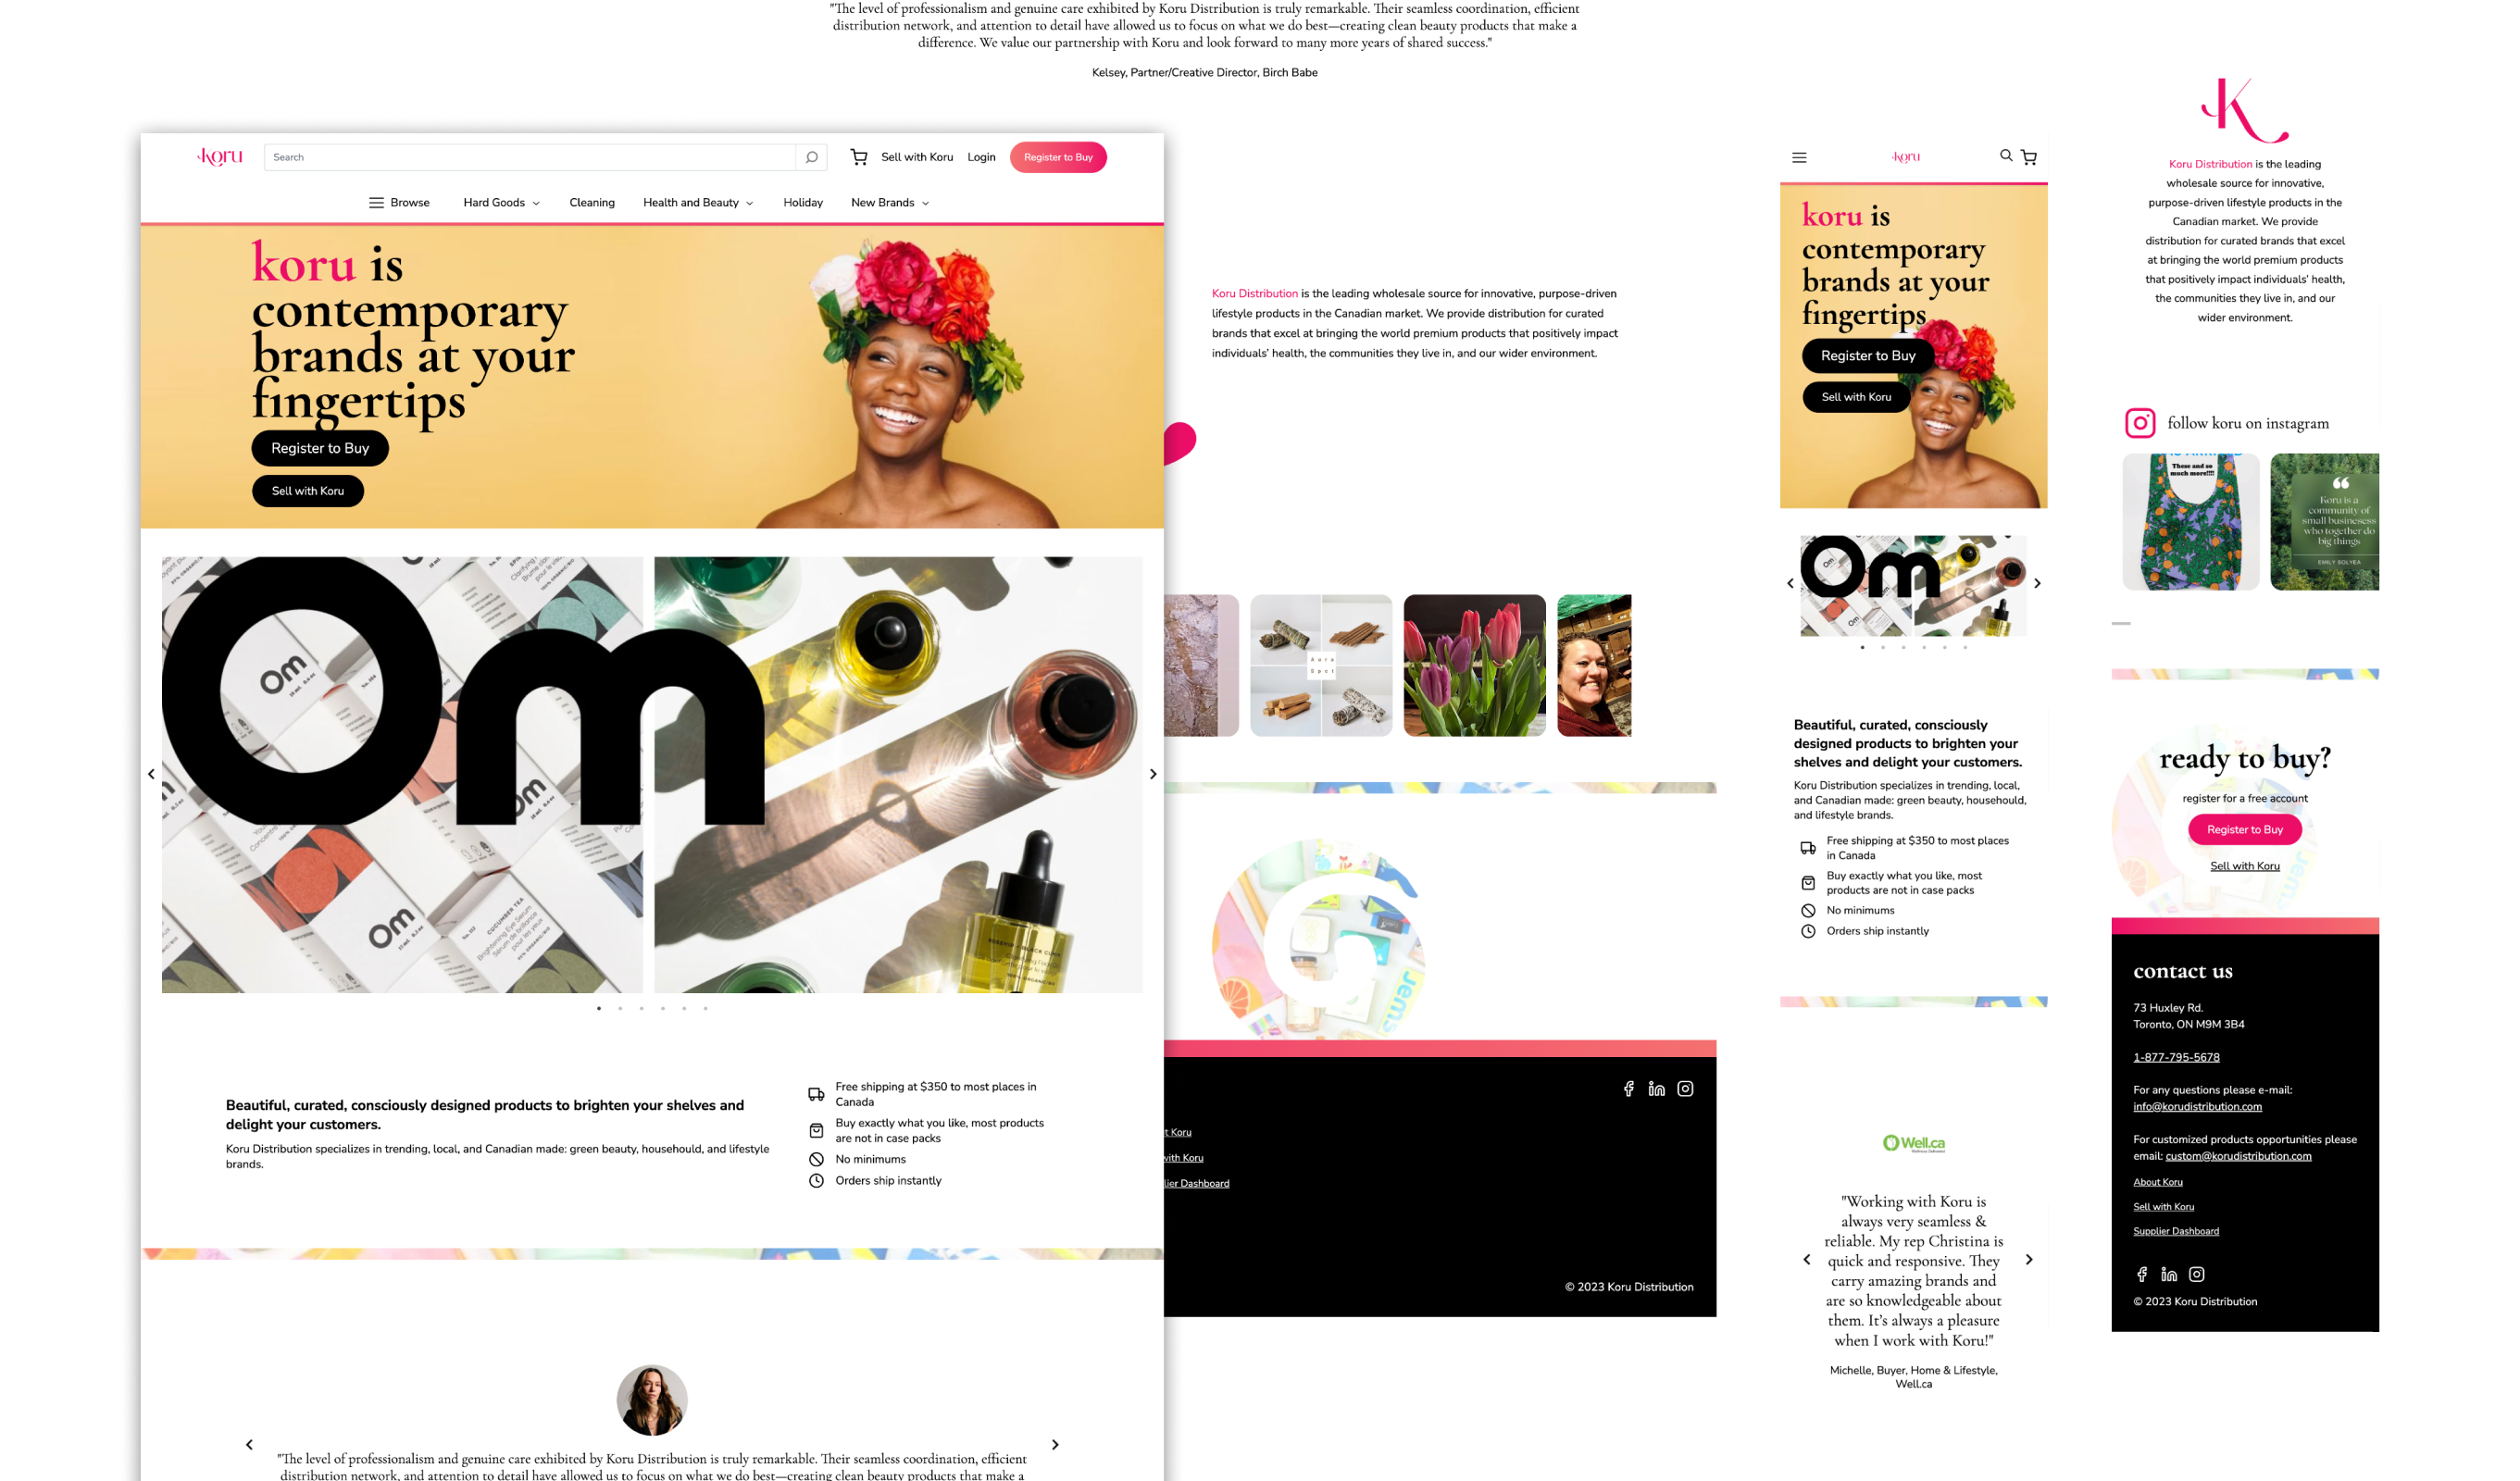 "The level of professionalism and genuine care exhibited by Koru Distribution is truly remarkable. Their seamless coordination, efficient
distribution network, and attention to detail have allowed us to focus on what we do best—creating clean beauty products that make a
difference. We value our partnership with Koru and look forward to many more years of shared success."
Kelsey, Partner/Creative Director, Birch Babe
koru
Search
Sell with Koru
Login
Register to Buy
Browse
Hard Goods
Cleaning
Health and Beauty
Holiday
New Brands
koru is
contemporary
brands at your
fingertips
Register to Buy
Sell with Koru
Om
Om
Om
Om
CUCUMBER TEA
Beautiful, curated, consciously designed products to brighten your shelves and
delight your customers.
Koru Distribution specializes in trending, local, and Canadian made: green beauty, househould, and lifestyle
brands.
Free shipping at $350 to most places in
Canada
Buy exactly what you like, most products
are not in case packs
No minimums
Orders ship instantly
"The level of professionalism and genuine care exhibited by Koru Distribution is truly remarkable. Their seamless coordination, efficient
distribution network, and attention to detail have allowed us to focus on what we do best—creating clean beauty products that make a
Koru Distribution is the leading wholesale source for innovative, purpose-driven
lifestyle products in the Canadian market. We provide distribution for curated
brands that excel at bringing the world premium products that positively impact
individuals' health, the communities they live in, and our wider environment.
Aura
Spot
Jems
t Koru
with Koru
lier Dashboard
© 2023 Koru Distribution
koru
koru is
contemporary
brands at your
fingertips
Register to Buy
Sell with Koru
Om
Beautiful, curated, consciously
designed products to brighten your
shelves and delight your customers.
Koru Distribution specializes in trending, local,
and Canadian made: green beauty, househould,
and lifestyle brands.
Free shipping at $350 to most places
in Canada
Buy exactly what you like, most
products are not in case packs
No minimums
Orders ship instantly
Well.ca
"Working with Koru is
always very seamless &
reliable. My rep Christina is
quick and responsive. They
carry amazing brands and
are so knowledgeable about
them. It's always a pleasure
when I work with Koru!"
Michelle, Buyer, Home & Lifestyle,
Well.ca
K
Koru Distribution is the leading
wholesale source for innovative,
purpose-driven lifestyle products in the
Canadian market. We provide
distribution for curated brands that excel
at bringing the world premium products
that positively impact individuals' health,
the communities they live in, and our
wider environment.
follow koru on instagram
These and so
much more!!!!
Koru is a
community of
small businesess
who together do
big things
EMILY SOLYEA
ready to buy?
register for a free account
Register to Buy
Sell with Koru
contact us
73 Huxley Rd.
Toronto, ON M9M 3B4
1-877-795-5678
For any questions please e-mail:
info@korudistribution.com
For customized products opportunities please
email: custom@korudistribution.com
About Koru
Sell with Koru
Supplier Dashboard
© 2023 Koru Distribution